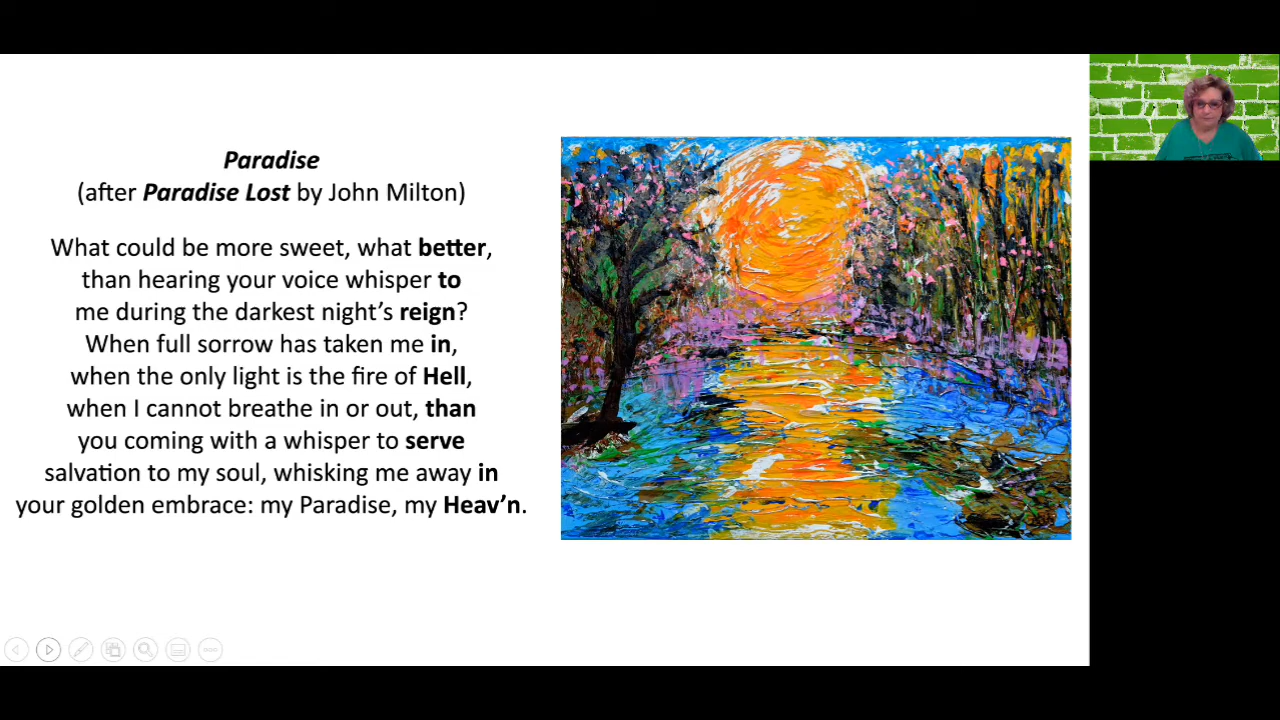 Paradise
(after Paradise Lost by John Milton)
What could be more sweet, what better,
than hearing your voice whisper to
me during the darkest night’s reign?
When full sorrow has taken me in,
when the only light is the fire of Hell,
when I cannot breathe in or out, than
you coming with a whisper to serve
salvation to my soul, whisking me away in
your golden embrace: my Paradise, my Heav’n.